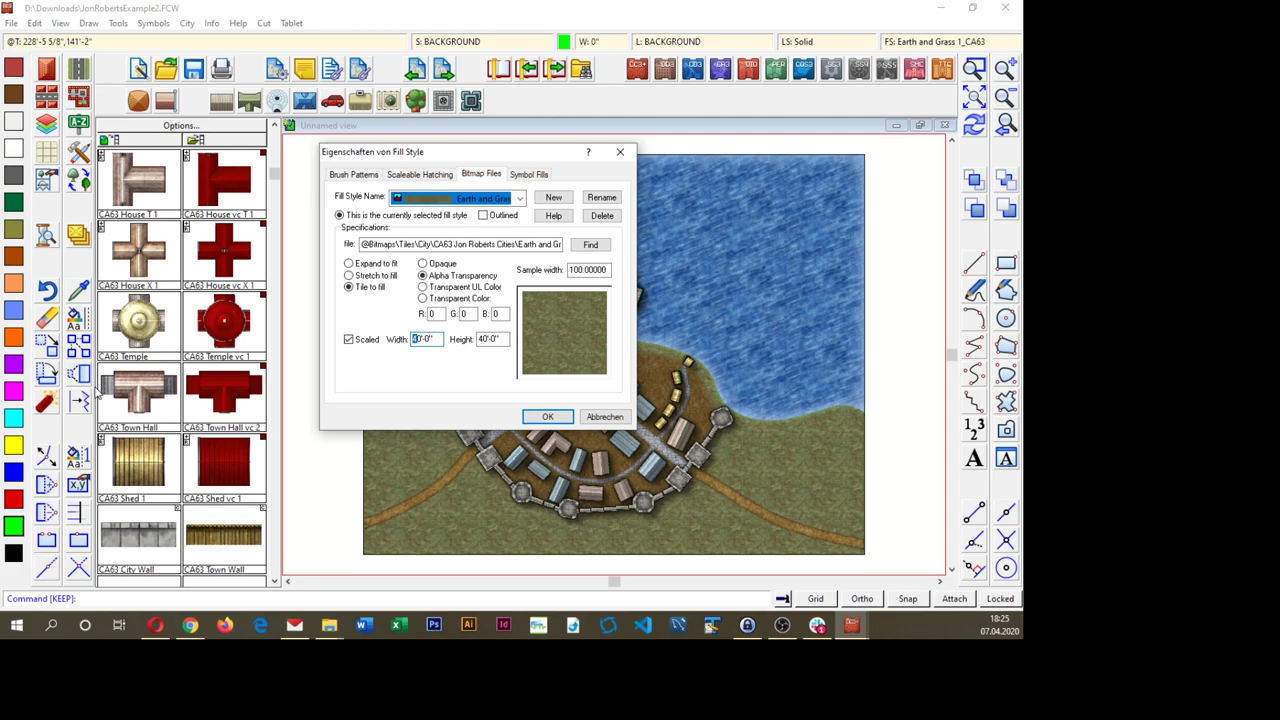 D:\Downloads\JonRobertsExample2.FCW
File Edit View Draw Tools Symbols City Info Help Cut Tablet
@T: 228'-5 5/8",141'-2" S: BACKGROUND W: 0" L: BACKGROUND LS: Solid FS: Earth and Grass 1_CA63
Options...
Unnamed view
CA63 House T 1 CA63 House vc T 1
CA63 House X 1 CA63 House vc X 1
CA63 Temple CA63 Temple vc 1
CA63 Town Hall CA63 Town Hall vc 2
CA63 Shed 1 CA63 Shed vc 1
CA63 City Wall CA63 Town Wall
Eigenschaften von Fill Style
Brush Patterns Scaleable Hatching Bitmap Files Symbol Fills
Fill Style Name: Earth and Gras New Rename
This is the currently selected fill style Outlined Help Delete
Specifications:
file: @Bitmaps\Tiles\City\CA63 Jon Roberts Cities\Earth and Gr Find
Expand to fit Opaque Sample width: 100.00000
Stretch to fill Alpha Transparency
Tile to fill Transparent UL Color
Transparent Color:
R: 0 G: 0 B: 0
Scaled Width: 0'-0" Height: 40'-0"
OK Abbrechen
Command [KEEP]: Grid Ortho Snap Attach Locked
18:25
07.04.2020